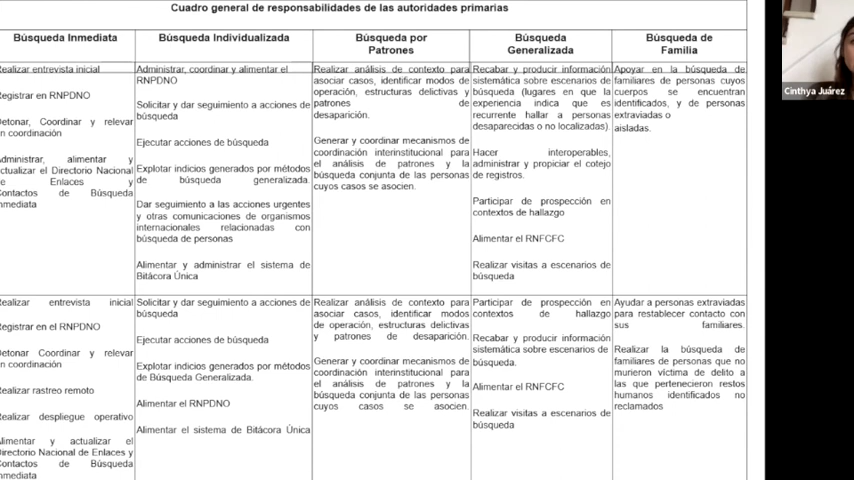 Cuadro general de responsabilidades de las autoridades primarias
Búsqueda Inmediata
Búsqueda Individualizada
Búsqueda por
Patrones
Búsqueda
Generalizada
Búsqueda de
Familia
Realizar entrevista inicial
Registrar en RNPDNO
Detonar, Coordinar y relevar
en coordinación
Administrar, alimentar y
actualizar el Directorio Nacional
de Enlaces y
Contactos de Búsqueda
Inmediata
Administrar, coordinar y alimentar el
RNPDNO
Solicitar y dar seguimiento a acciones de
búsqueda
Ejecutar acciones de búsqueda
Explotar indicios generados por métodos
de búsqueda generalizada.
Dar seguimiento a las acciones urgentes
y otras comunicaciones de organismos
internacionales relacionadas con
búsqueda de personas
Alimentar y administrar el sistema de
Bitácora Única
Realizar análisis de contexto para
asociar casos, identificar modos de
operación, estructuras delictivas y
patrones de
desaparición.
Generar y coordinar mecanismos de
coordinación interinstitucional para
el análisis de patrones y la
búsqueda conjunta de las personas
cuyos casos se asocien.
Recabar y producir información
sistemática sobre escenarios de
búsqueda (lugares en que la
experiencia indica que es
recurrente hallar a personas
desaparecidas o no localizadas).
Hacer interoperables,
administrar y propiciar el cotejo
de registros.
Participar de prospección en
contextos de hallazgo
Alimentar el RNFCFC
Realizar visitas a escenarios de
búsqueda
Apoyar en la búsqueda de
familiares de personas cuyos
cuerpos se encuentran
identificados, y de personas
extraviadas o
aisladas.
Realizar entrevista inicial
Registrar en el RNPDNO
Detonar Coordinar y relevar
en coordinación
Realizar rastreo remoto
Realizar despliegue operativo
Alimentar y actualizar el
Directorio Nacional de Enlaces y
Contactos de Búsqueda
Inmediata
Solicitar y dar seguimiento a acciones de
búsqueda
Ejecutar acciones de búsqueda
Explotar indicios generados por métodos
de Búsqueda Generalizada.
Alimentar el RNPDNO
Alimentar el sistema de Bitácora Única
Realizar análisis de contexto para
asociar casos, identificar modos
de operación, estructuras delictivas
y patrones de desaparición.
Generar y coordinar mecanismos de
coordinación interinstitucional para
el análisis de patrones y la
búsqueda conjunta de las personas
cuyos casos se asocien.
Participar de prospección en
contextos de hallazgo
Recabar y producir información
sistemática sobre escenarios de
búsqueda.
Alimentar el RNFCFC
Realizar visitas a escenarios de
búsqueda
Ayudar a personas extraviadas
para restablecer contacto con
sus familiares.
Realizar la búsqueda de
familiares de personas que no
murieron víctima de delito a
las que pertenecieron restos
humanos identificados no
reclamados
Cinthya Juárez